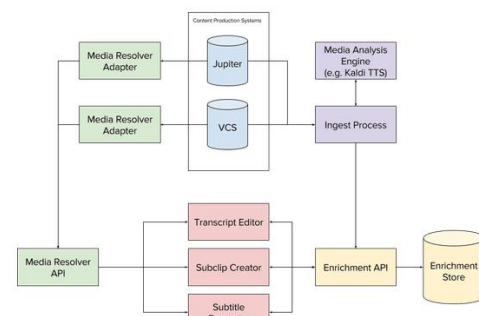 Content Production Systems
Media Resolver
Adapter
Jupiter
Media Analysis
Engine
(e.g. Kaldi TTS)
Media Resolver
Adapter
VCS
Ingest Process
Transcript Editor
Media Resolver
API
Subclip Creator
Enrichment API
Enrichment
Store
Subtitle